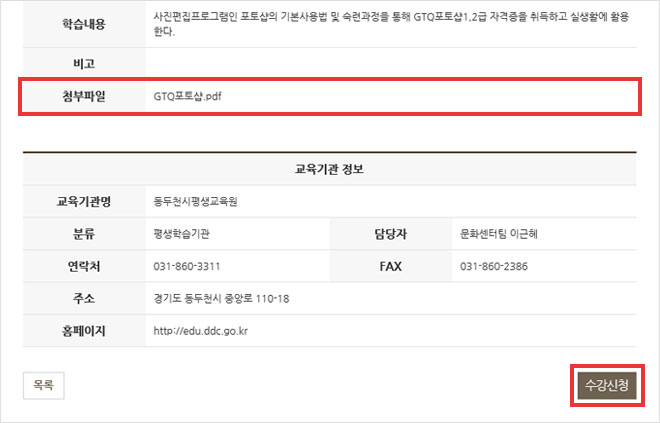 학습내용 사진편집프로그램인 포토샵의 기본사용법 및 숙련과정을 통해 GTQ포토샵1,2급 자격증을 취득하고 실생활에 활용
한다.
비고
첨부파일 GTQ포토샵.pdf
교육기관 정보
교육기관명 동두천시평생교육원
분류 평생학습기관 담당자 문화센터팀 이근혜
연락처 031-860-3311 FAX 031-860-2386
주소 경기도 동두천시 중앙로 110-18
홈페이지 http://edu.ddc.go.kr
목록 수강신청